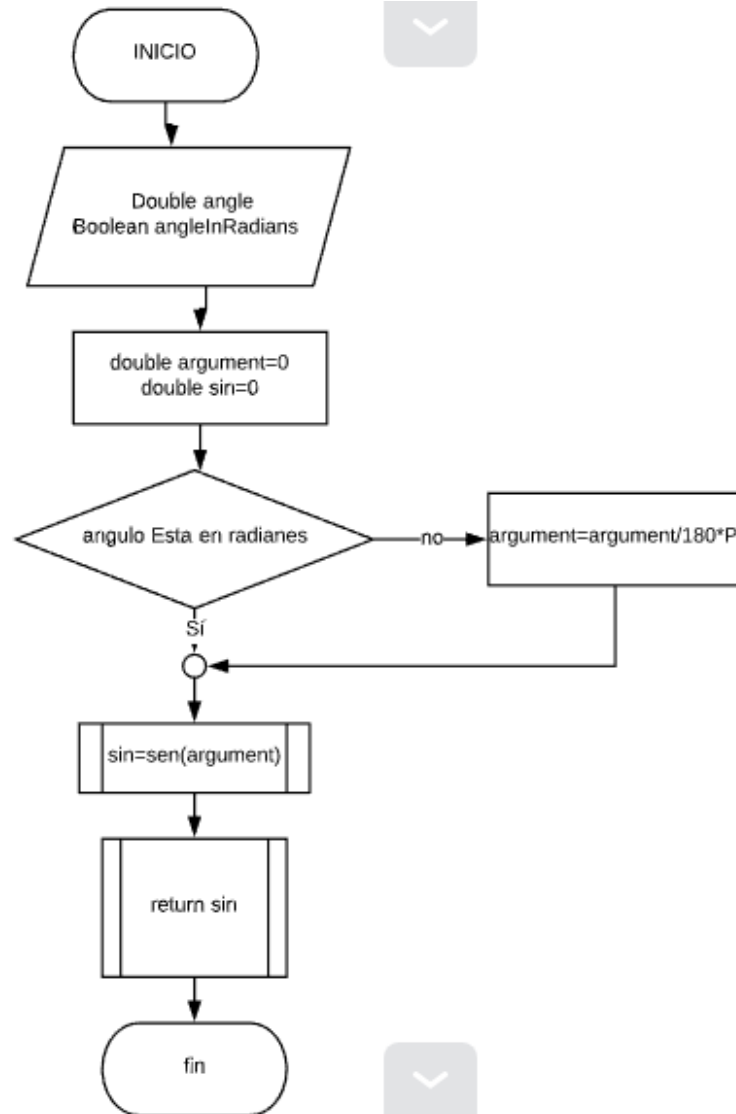 INICIO
Double angle
Boolean angleInRadians
double argument=0
double sin=0
angulo Esta en radianes
no
argument=argument/180*P
Sí
sin=sen(argument)
return sin
fin